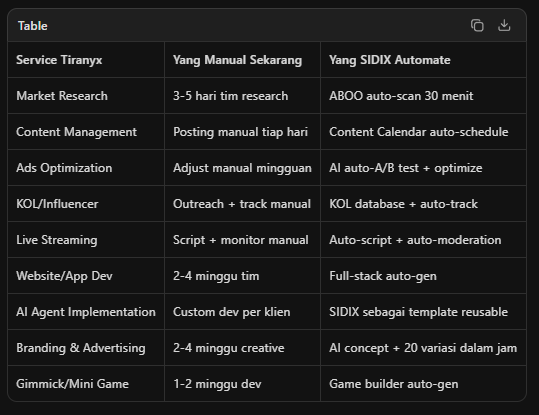 Table
Service Tiranyx Yang Manual Sekarang Yang SIDIX Automate
Market Research 3-5 hari tim research ABOO auto-scan 30 menit
Content Management Posting manual tiap hari Content Calendar auto-schedule
Ads Optimization Adjust manual mingguan AI auto-A/B test + optimize
KOL/Influencer Outreach + track manual KOL database + auto-track
Live Streaming Script + monitor manual Auto-script + auto-moderation
Website/App Dev 2-4 minggu tim Full-stack auto-gen
AI Agent Implementation Custom dev per klien SIDIX sebagai template reusable
Branding & Advertising 2-4 minggu creative AI concept + 20 variasi dalam jam
Gimmick/Mini Game 1-2 minggu dev Game builder auto-gen